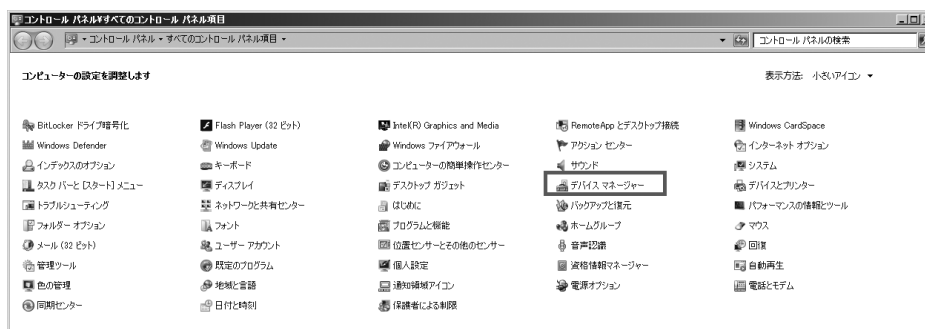 コントロール パネル¥すべてのコントロール パネル項目
コントロール パネル すべてのコントロール パネル項目 コントロール パネルの検索
コンピューターの設定を調整します 表示方法: 小さいアイコン
BitLocker ドライブ暗号化 Flash Player (32 ビット) Intel(R) Graphics and Media RemoteApp とデスクトップ接続 Windows CardSpace
Windows Defender Windows Update Windows ファイアウォール アクション センター インターネット オプション
インデックスのオプション キーボード コンピューターの簡単操作センター サウンド システム
タスク バーと [スタート] メニュー ディスプレイ デスクトップ ガジェット デバイス マネージャー デバイスとプリンター
トラブルシューティング ネットワークと共有センター はじめに バックアップと復元 パフォーマンスの情報とツール
フォルダー オプション フォント プログラムと機能 ホームグループ マウス
メール (32 ビット) ユーザー アカウント 位置センサーとその他のセンサー 音声認識 回復
管理ツール 既定のプログラム 個人設定 資格情報マネージャー 自動再生
色の管理 地域と言語 通知領域アイコン 電源オプション 電話とモデム
同期センター 日付と時刻 保護者による制限